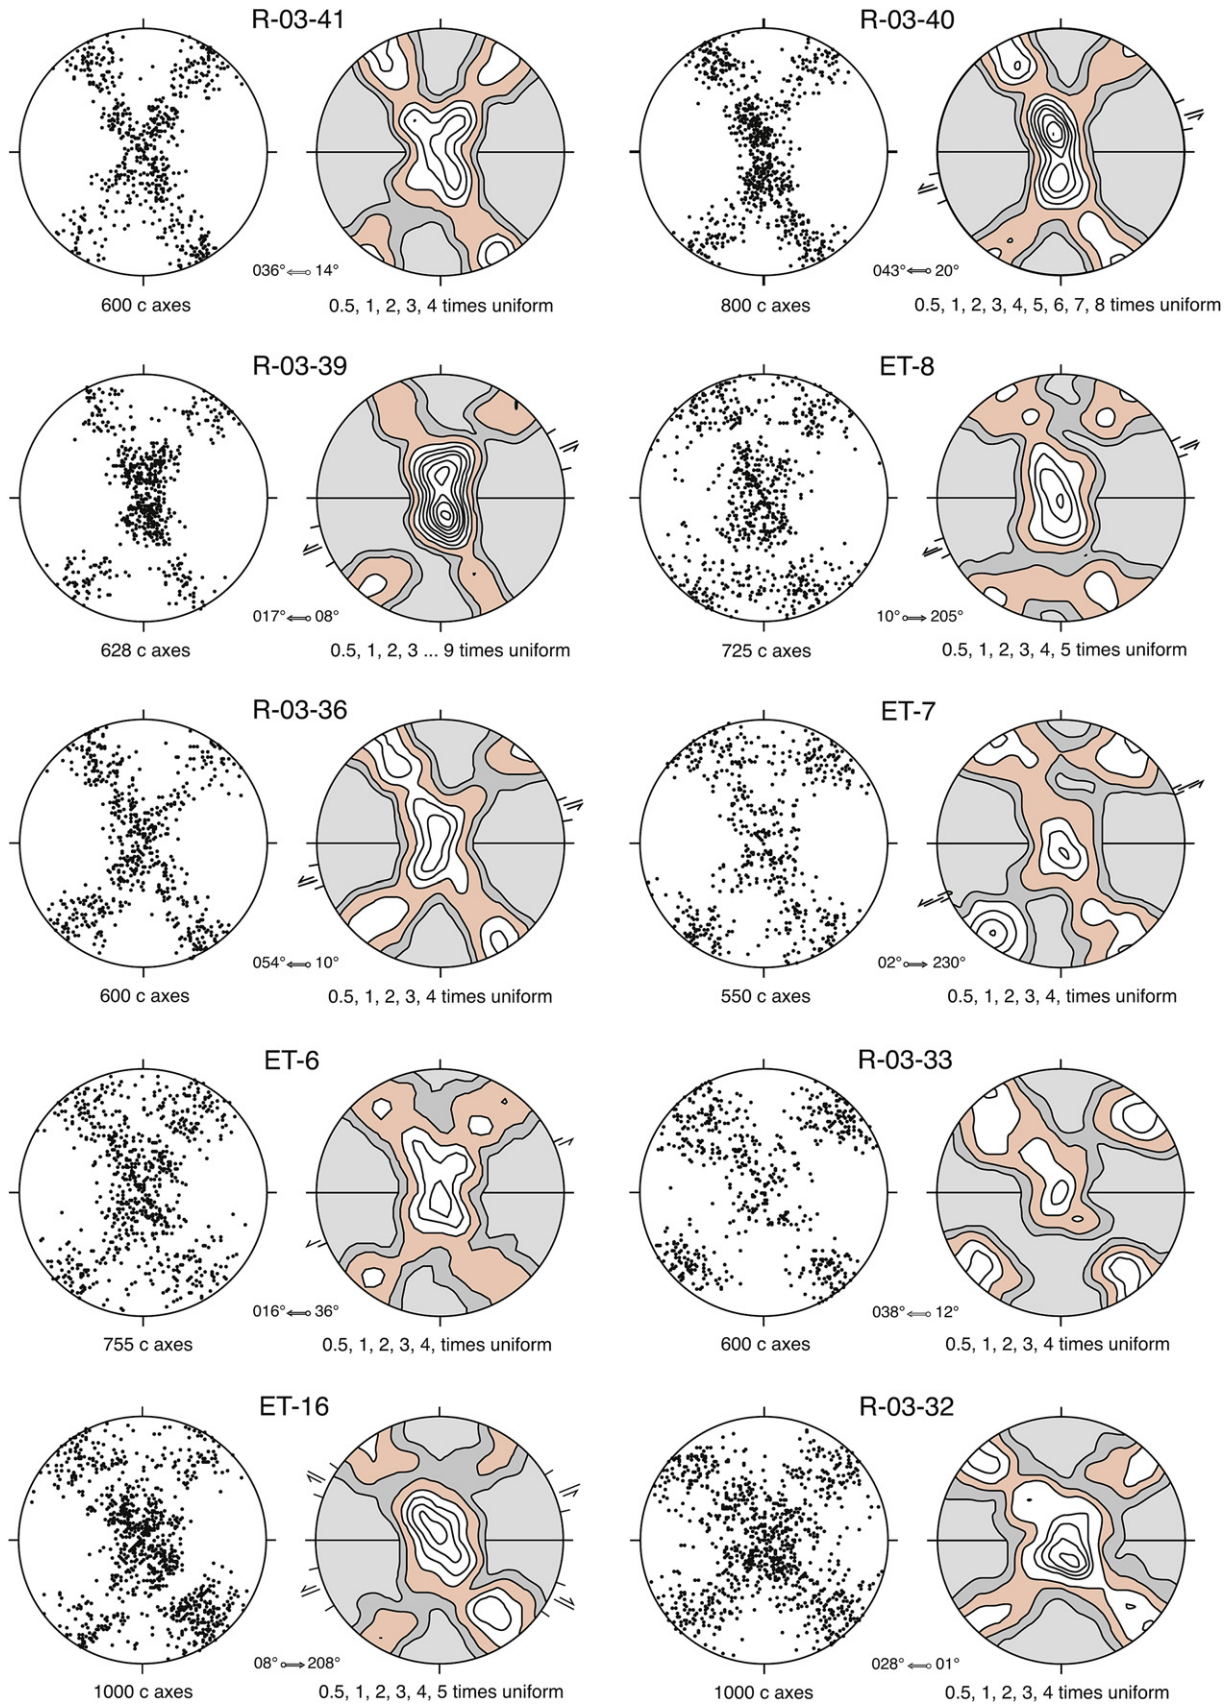 R-03-41
036° 14°
600 c axes
0.5, 1, 2, 3, 4 times uniform
R-03-40
043° 20°
800 c axes
0.5, 1, 2, 3, 4, 5, 6, 7, 8 times uniform
R-03-39
017° 08°
628 c axes
0.5, 1, 2, 3 ... 9 times uniform
ET-8
10° 205°
725 c axes
0.5, 1, 2, 3, 4, 5 times uniform
R-03-36
054° 10°
600 c axes
0.5, 1, 2, 3, 4 times uniform
ET-7
02° 230°
550 c axes
0.5, 1, 2, 3, 4, times uniform
ET-6
016° 36°
755 c axes
0.5, 1, 2, 3, 4, times uniform
R-03-33
038° 12°
600 c axes
0.5, 1, 2, 3, 4 times uniform
ET-16
08° 208°
1000 c axes
0.5, 1, 2, 3, 4, 5 times uniform
R-03-32
028° 01°
1000 c axes
0.5, 1, 2, 3, 4 times uniform